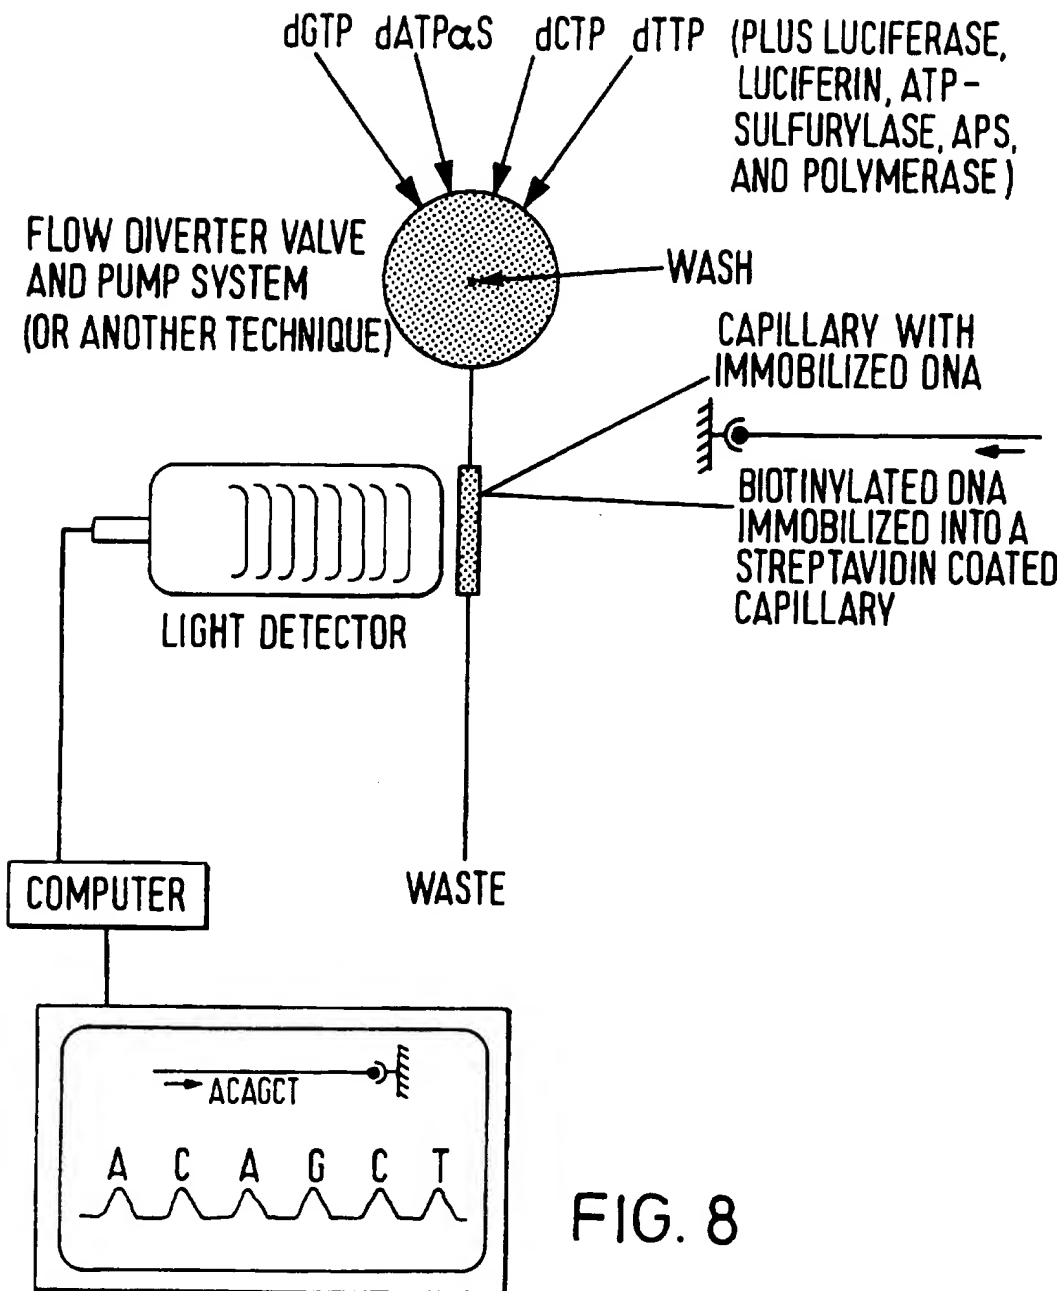 dGTP dATPαS dCTP dTTP (PLUS LUCIFERASE,
LUCIFERIN, ATP-
SULFURYLASE, APS,
AND POLYMERASE)
FLOW DIVERTER VALVE
AND PUMP SYSTEM
(OR ANOTHER TECHNIQUE)
WASH
CAPILLARY WITH
IMMOBILIZED DNA
BIOTINYLATED DNA
IMMOBILIZED INTO A
STREPTAVIDIN COATED
CAPILLARY
LIGHT DETECTOR
COMPUTER
WASTE
ACAGCT
A C A G C T
FIG. 8